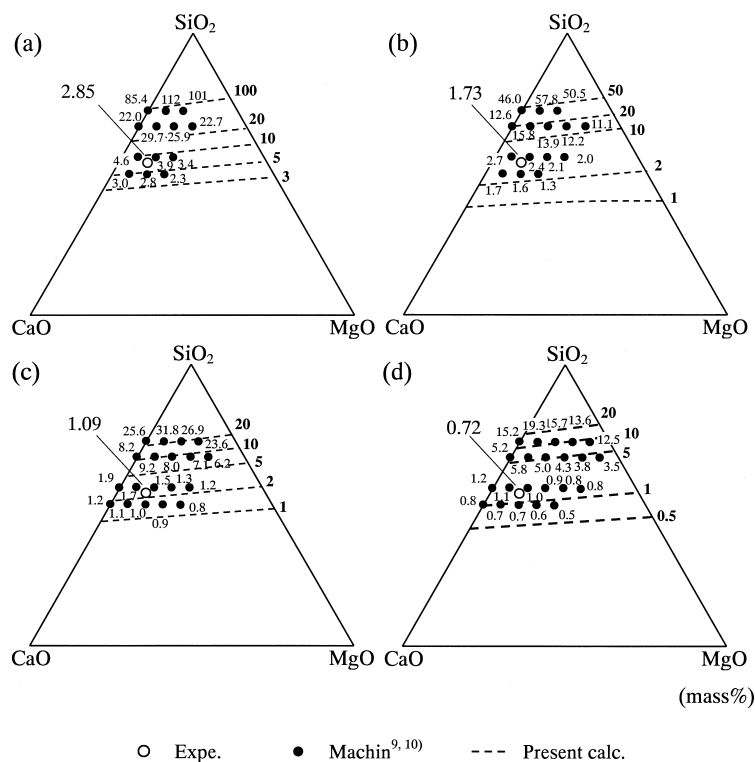 (a)
SiO2
100
85.4 112 101
2.85
22.0 22.7
20
29.7 25.9
10
4.6 3.9 3.4
5
3.0 2.8 2.3
3
CaO MgO
(b)
SiO2
50
46.0 57.8 50.5
1.73
12.6 11.1
20
15.8
10
13.9 12.2
2.7 2.4 2.1 2.0
2
1.7 1.6 1.3
1
CaO MgO
(c)
SiO2
1.09
20
25.6 31.8 26.9
10
8.2 23.6
9.2 8.0 7.1 6.2
5
1.9 1.5 1.3
1.7 1.2
2
1.2
1.1 1.0 0.8
1
0.9
CaO MgO
(d)
SiO2
20
0.72
15.2 19.3 15.7 13.6
10
5.2 12.5
5
5.8 5.0 4.3 3.8 3.5
1.2 0.9 0.8
1.1 1.0 0.8
1
0.8
0.7 0.7 0.6 0.5
0.5
CaO MgO
(mass%)
Expe. Machin9, 10) Present calc.